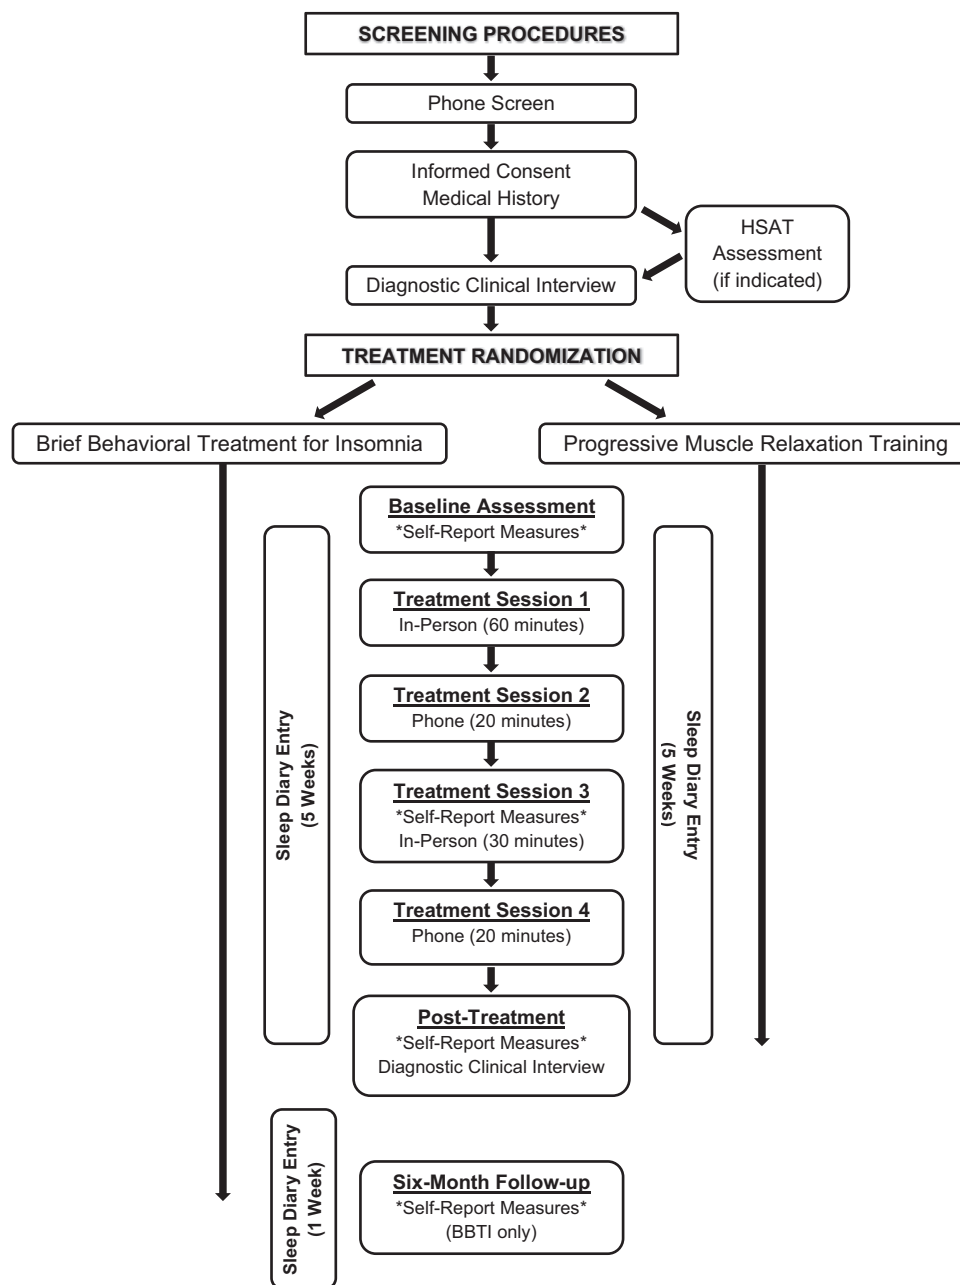 SCREENING PROCEDURES
Phone Screen
Informed Consent
Medical History
HSAT
Assessment
(if indicated)
Diagnostic Clinical Interview
TREATMENT RANDOMIZATION
Brief Behavioral Treatment for Insomnia
Progressive Muscle Relaxation Training
Baseline Assessment
*Self-Report Measures*
Treatment Session 1
In-Person (60 minutes)
Treatment Session 2
Phone (20 minutes)
Treatment Session 3
*Self-Report Measures*
In-Person (30 minutes)
Treatment Session 4
Phone (20 minutes)
Post-Treatment
*Self-Report Measures*
Diagnostic Clinical Interview
Sleep Diary Entry
(5 Weeks)
Sleep Diary Entry
(5 Weeks)
Sleep Diary Entry
(1 Week)
Six-Month Follow-up
*Self-Report Measures*
(BBTI only)